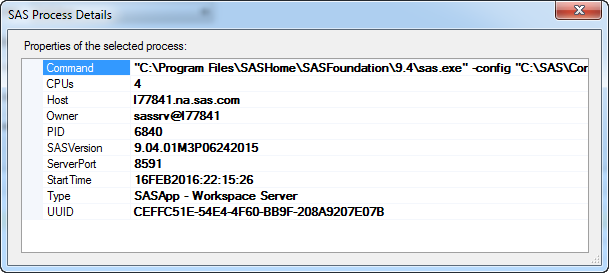 SAS Process Details
Properties of the selected process:
Command "C:\Program Files\SASHome\SASFoundation\9.4\sas.exe" -config "C:\SAS\Con
CPUs 4
Host l77841.na.sas.com
Owner sassrv@l77841
PID 6840
SASVersion 9.04.01M3P06242015
ServerPort 8591
StartTime 16FEB2016:22:15:26
Type SASApp - Workspace Server
UUID CEFFC51E-54E4-4F60-BB9F-208A9207E07B